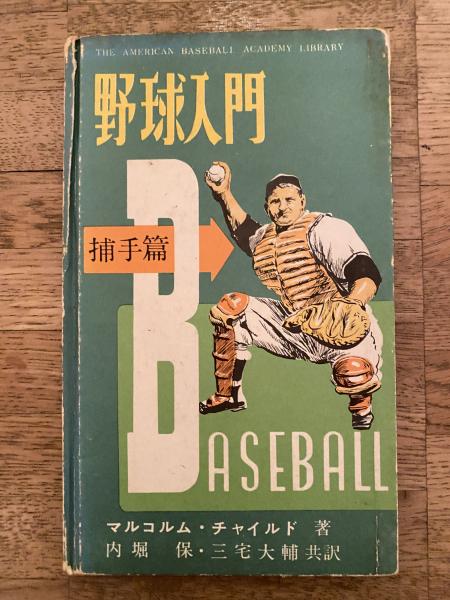 THE AMERICAN BASEBALL ACADEMY LIBRARY
野球入門
捕手篇
BASEBALL
マルコルム・チャイルド 著
内堀 保・三宅大輔共訳